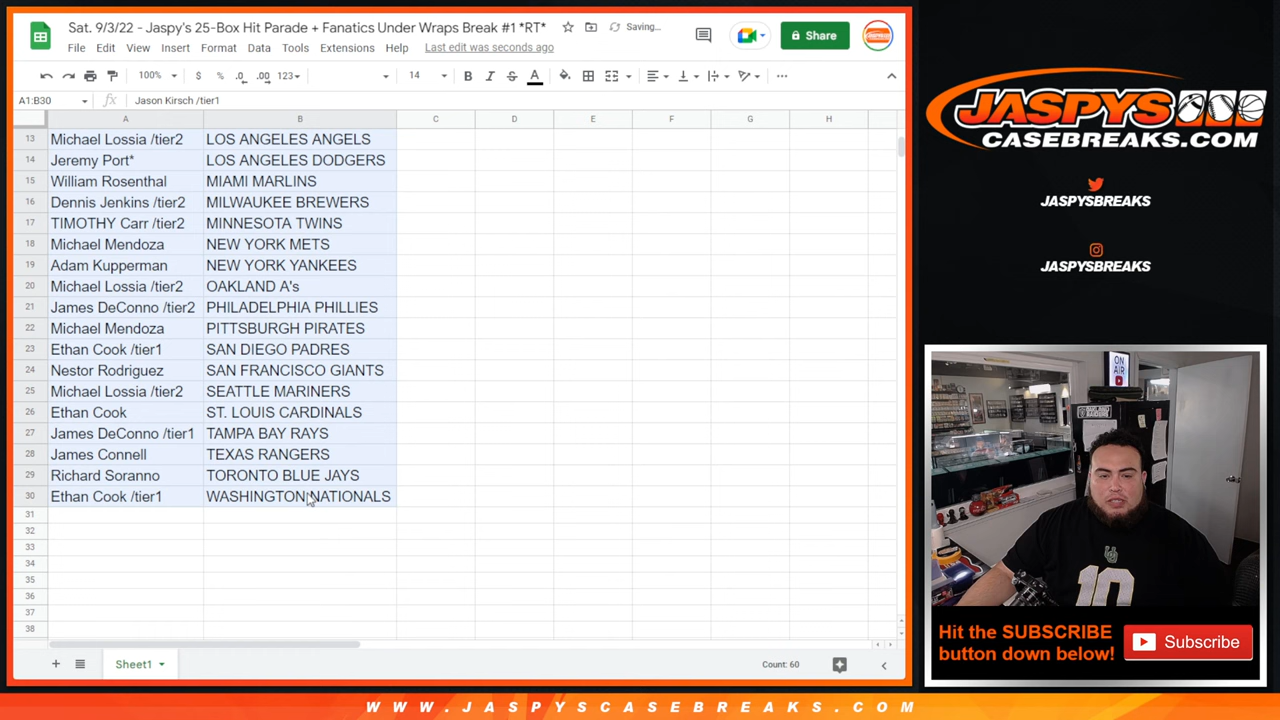 Sat. 9/3/22 - Jaspy's 25-Box Hit Parade + Fanatics Under Wraps Break #1 *RT*
Saving...
Share
File Edit View Insert Format Data Tools Extensions Help Last edit was seconds ago
100% $ % .0 .00 123 14 B I S A
A1:B30 fx Jason Kirsch /tier1
A B C D E F G H
13 Michael Lossia /tier2 LOS ANGELES ANGELS
14 Jeremy Port* LOS ANGELES DODGERS
15 William Rosenthal MIAMI MARLINS
16 Dennis Jenkins /tier2 MILWAUKEE BREWERS
17 TIMOTHY Carr /tier2 MINNESOTA TWINS
18 Michael Mendoza NEW YORK METS
19 Adam Kupperman NEW YORK YANKEES
20 Michael Lossia /tier2 OAKLAND A's
21 James DeConno /tier2 PHILADELPHIA PHILLIES
22 Michael Mendoza PITTSBURGH PIRATES
23 Ethan Cook /tier1 SAN DIEGO PADRES
24 Nestor Rodriguez SAN FRANCISCO GIANTS
25 Michael Lossia /tier2 SEATTLE MARINERS
26 Ethan Cook ST. LOUIS CARDINALS
27 James DeConno /tier1 TAMPA BAY RAYS
28 James Connell TEXAS RANGERS
29 Richard Soranno TORONTO BLUE JAYS
30 Ethan Cook /tier1 WASHINGTON NATIONALS
31
32
33
34
35
36
37
38
Sheet1
Count: 60
JASPYS
CASEBREAKS.COM
JASPYSBREAKS
JASPYSBREAKS
ON
AIR
10
Hit the SUBSCRIBE
button down below!
Subscribe
WWW.JASPYSCASEBREAKS.COM